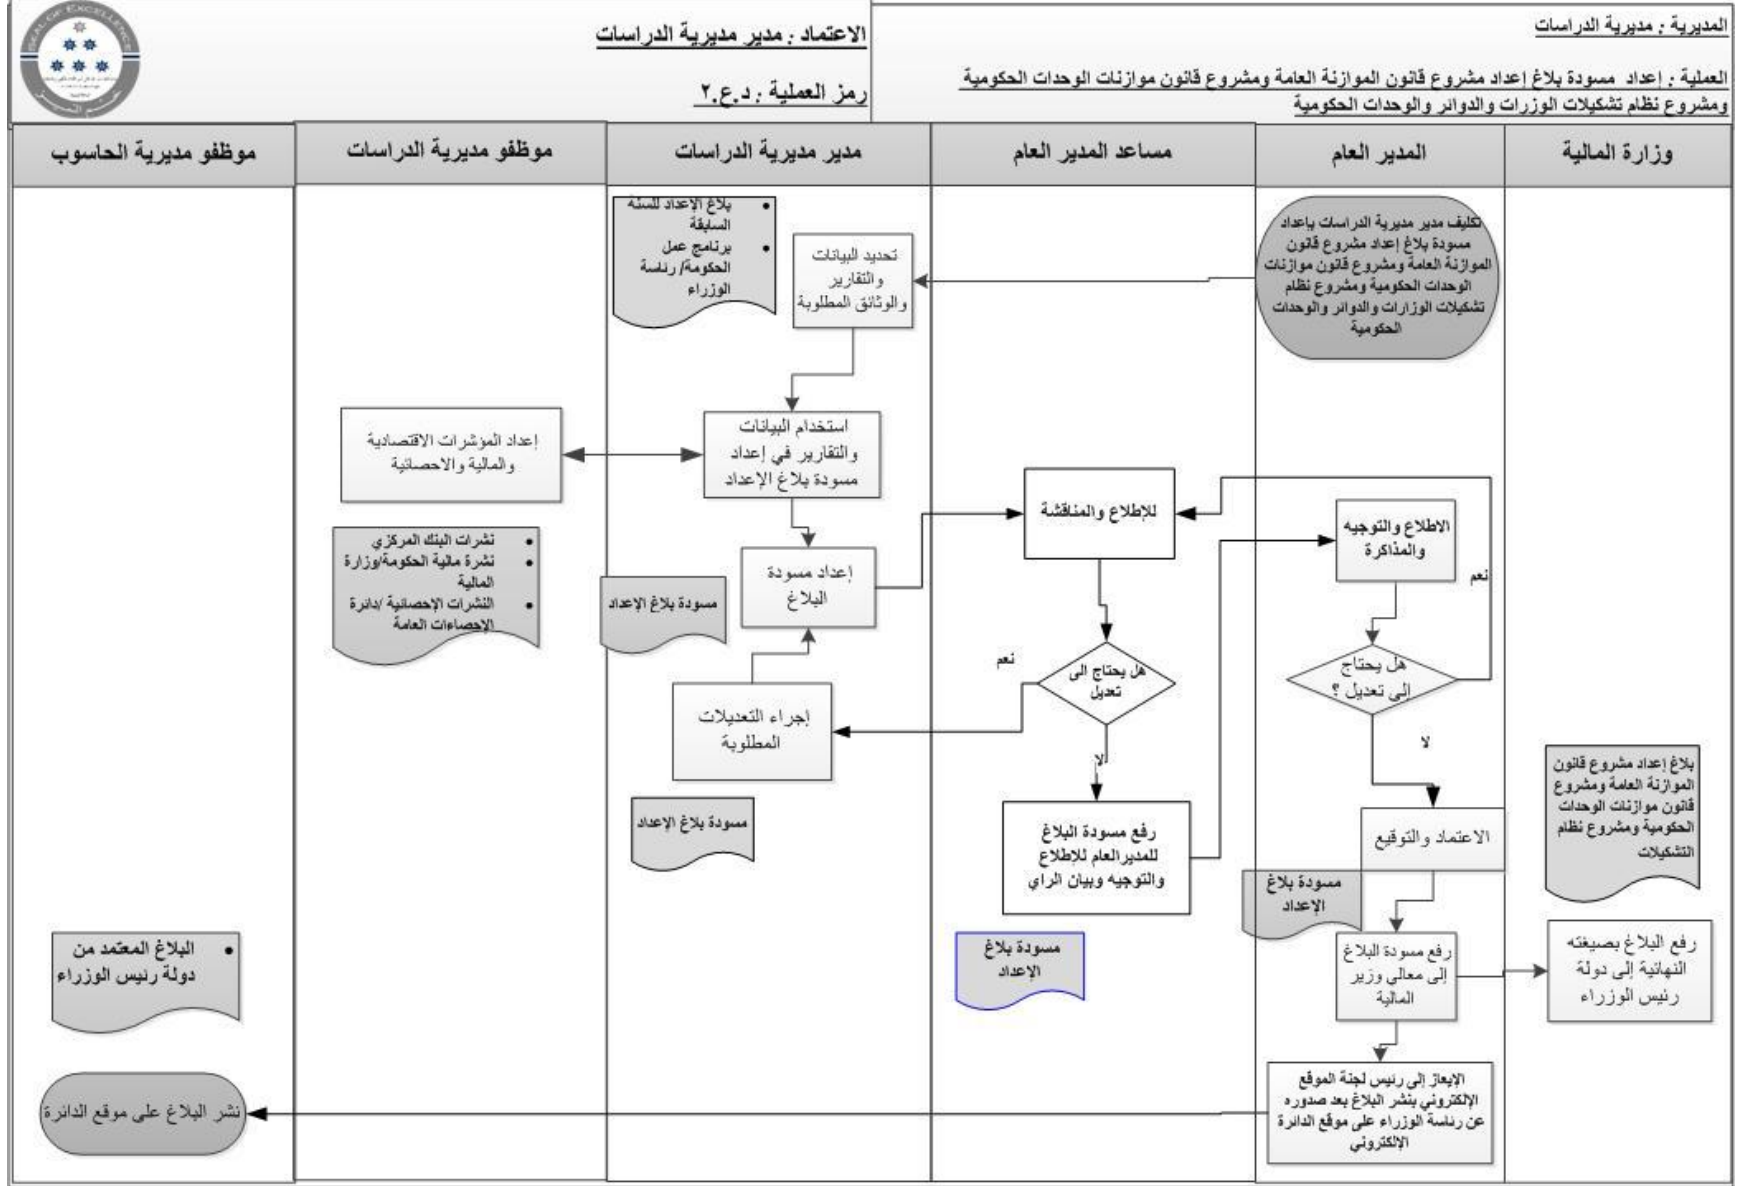 المديرية : مديرية الدراسات
العملية : إعداد مسودة بلاغ إعداد مشروع قانون الموازنة العامة ومشروع قانون موازنات الوحدات الحكومية
ومشروع نظام تشكيلات الوزرات والدوائر والوحدات الحكومية
الاعتماد : مدير مديرية الدراسات
رمز العملية : د.ع.٢
SEAL OF EXCELLENCE
وزارة المالية
المدير العام
مساعد المدير العام
مدير مديرية الدراسات
موظفو مديرية الدراسات
موظفو مديرية الحاسوب
تكليف مدير مديرية الدراسات بإعداد
مسودة بلاغ إعداد مشروع قانون
الموازنة العامة ومشروع قانون موازنات
الوحدات الحكومية ومشروع نظام
تشكيلات الوزارات والدوائر والوحدات
الحكومية
تحديد البيانات
والتقارير
والوثائق المطلوبة
• بلاغ الإعداد للسنة
السابقة
• برنامج عمل
الحكومة/ رئاسة
الوزراء
استخدام البيانات
والتقارير في إعداد
مسودة بلاغ الإعداد
إعداد المؤشرات الاقتصادية
والمالية والاحصائية
• نشرات البنك المركزي
• نشرة مالية الحكومة/وزارة
المالية
• النشرات الإحصائية /دائرة
الإحصاءات العامة
إعداد مسودة
البلاغ
مسودة بلاغ الإعداد
للإطلاع والمناقشة
الاطلاع والتوجيه
والمذاكرة
نعم
هل يحتاج
إلى تعديل ؟
لا
هل يحتاج الى
تعديل
نعم
لا
إجراء التعديلات
المطلوبة
مسودة بلاغ الإعداد
رفع مسودة البلاغ
للمدير العام للإطلاع
والتوجيه وبيان الراي
مسودة بلاغ
الإعداد
الاعتماد والتوقيع
مسودة بلاغ
الإعداد
رفع مسودة البلاغ
إلى معالي وزير
المالية
بلاغ إعداد مشروع قانون
الموازنة العامة ومشروع
قانون موازنات الوحدات
الحكومية ومشروع نظام
التشكيلات
رفع البلاغ بصيغته
النهائية إلى دولة
رئيس الوزراء
الإيعاز إلى رئيس لجنة الموقع
الإلكتروني بنشر البلاغ بعد صدوره
عن رئاسة الوزراء على موقع الدائرة
الإلكتروني
• البلاغ المعتمد من
دولة رئيس الوزراء
نشر البلاغ على موقع الدائرة